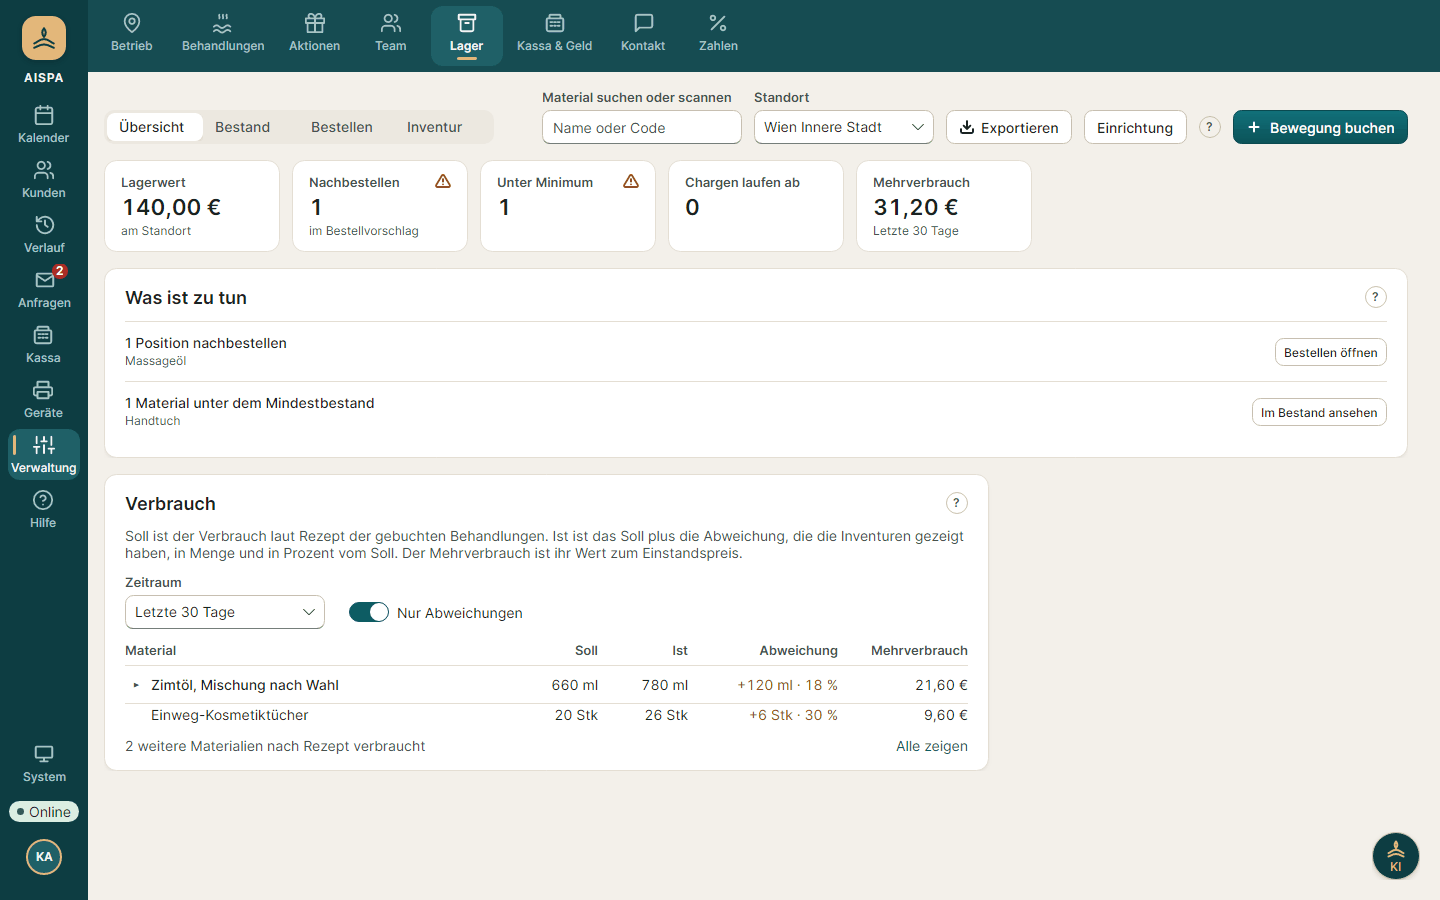 AISPA
Kalender
Kunden
Verlauf
2
Anfragen
Kassa
Geräte
Verwaltung
Hilfe
System
Online
KA
Betrieb
Behandlungen
Aktionen
Team
Lager
Kassa & Geld
Kontakt
Zahlen
Übersicht
Bestand
Bestellen
Inventur
Material suchen oder scannen
Name oder Code
Standort
Wien Innere Stadt
Exportieren
Einrichtung
?
+ Bewegung buchen
Lagerwert
140,00 €
am Standort
Nachbestellen
1
im Bestellvorschlag
Unter Minimum
1
Chargen laufen ab
0
Mehrverbrauch
31,20 €
Letzte 30 Tage
Was ist zu tun
?
1 Position nachbestellen
Massageöl
Bestellen öffnen
1 Material unter dem Mindestbestand
Handtuch
Im Bestand ansehen
Verbrauch
?
Soll ist der Verbrauch laut Rezept der gebuchten Behandlungen. Ist ist das Soll plus die Abweichung, die die Inventuren gezeigt
haben, in Menge und in Prozent vom Soll. Der Mehrverbrauch ist ihr Wert zum Einstandspreis.
Zeitraum
Letzte 30 Tage
Nur Abweichungen
Material Soll Ist Abweichung Mehrverbrauch
Zimtöl, Mischung nach Wahl 660 ml 780 ml +120 ml · 18 % 21,60 €
Einweg-Kosmetiktücher 20 Stk 26 Stk +6 Stk · 30 % 9,60 €
2 weitere Materialien nach Rezept verbraucht Alle zeigen
KI